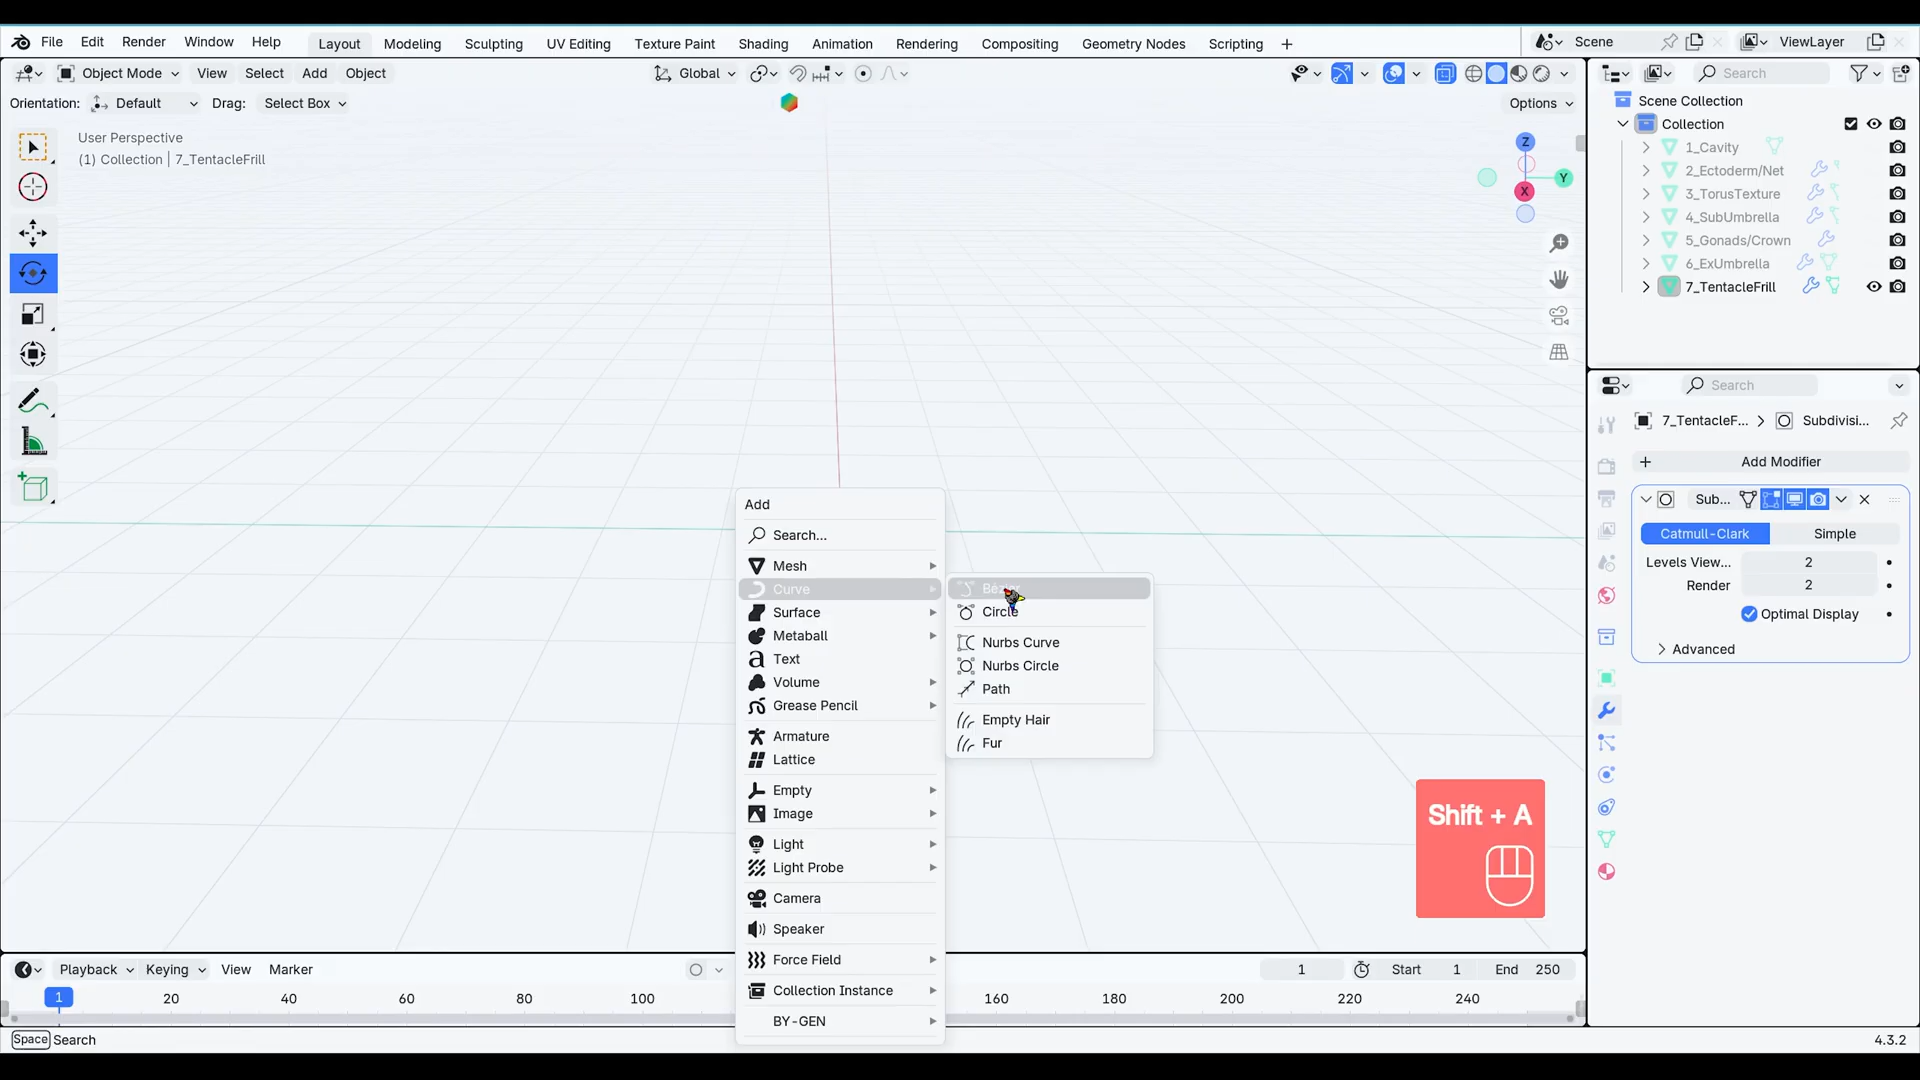 File Edit Render Window Help Layout Modeling Sculpting UV Editing Texture Paint Shading Animation Rendering Compositing Geometry Nodes Scripting + Scene ViewLayer
Object Mode View Select Add Object Global Search
Orientation: Default Drag: Select Box Options
User Perspective
(1) Collection | 7_TentacleFrill
Z
Y
X
Scene Collection
Collection
1_Cavity
2_Ectoderm/Net
3_TorusTexture
4_SubUmbrella
5_Gonads/Crown
6_ExUmbrella
7_TentacleFrill
Search
7_TentacleF... Subdivisi...
+ Add Modifier
Sub...
Catmull-Clark Simple
Levels View... 2
Render 2
Optimal Display
Advanced
Add
Search...
Mesh
Curve
Surface
Metaball
Text
Volume
Grease Pencil
Armature
Lattice
Empty
Image
Light
Light Probe
Camera
Speaker
Force Field
Collection Instance
BY-GEN
Circle
Nurbs Curve
Nurbs Circle
Path
Empty Hair
Fur
Shift + A
Playback Keying View Marker 1 Start 1 End 250
1 20 40 60 80 100 160 180 200 220 240
Space Search 4.3.2